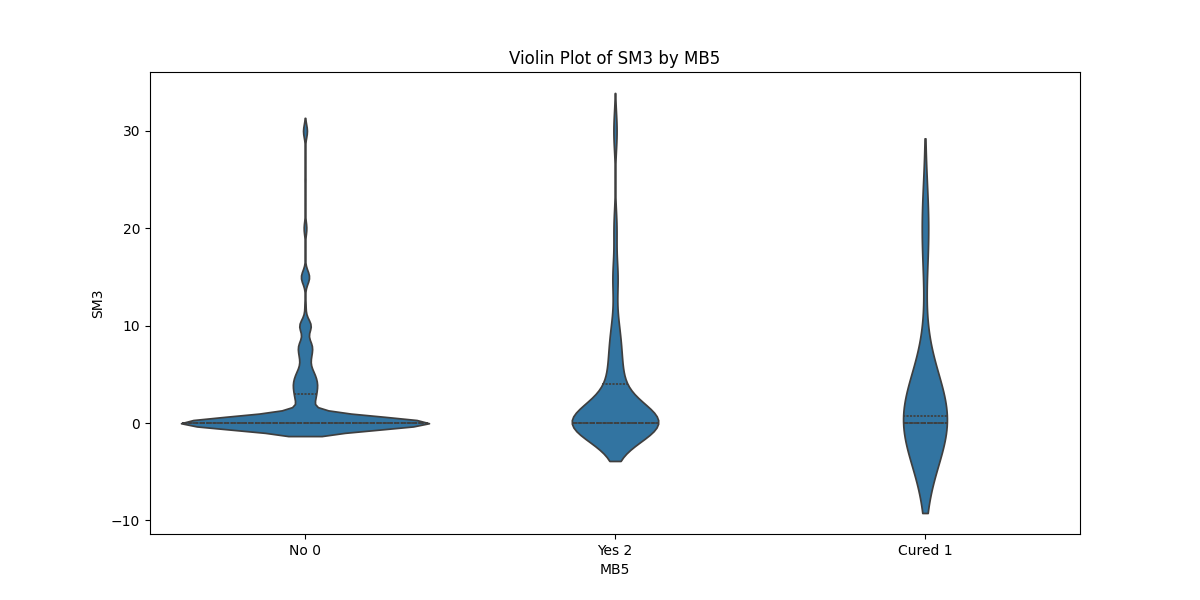 Violin Plot of SM3 by MB5
SM3
30
20
10
0
−10
No 0
Yes 2
Cured 1
MB5